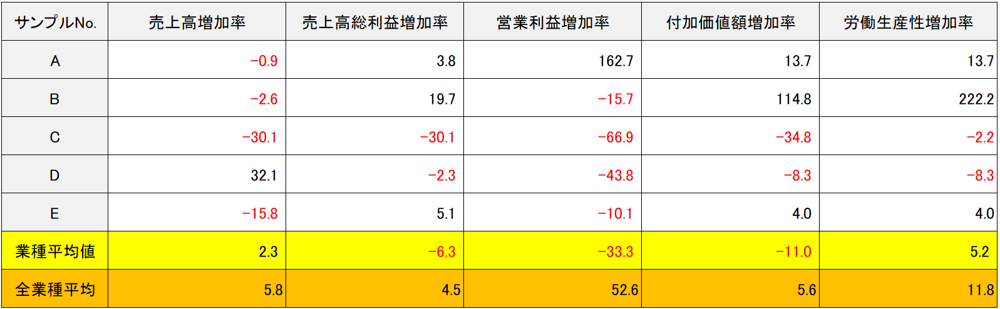 サンプルNo. 売上高増加率 売上高総利益増加率 営業利益増加率 付加価値額増加率 労働生産性増加率
A -0.9 3.8 162.7 13.7 13.7
B -2.6 19.7 -15.7 114.8 222.2
C -30.1 -30.1 -66.9 -34.8 -2.2
D 32.1 -2.3 -43.8 -8.3 -8.3
E -15.8 5.1 -10.1 4.0 4.0
業種平均値 2.3 -6.3 -33.3 -11.0 5.2
全業種平均 5.8 4.5 52.6 5.6 11.8